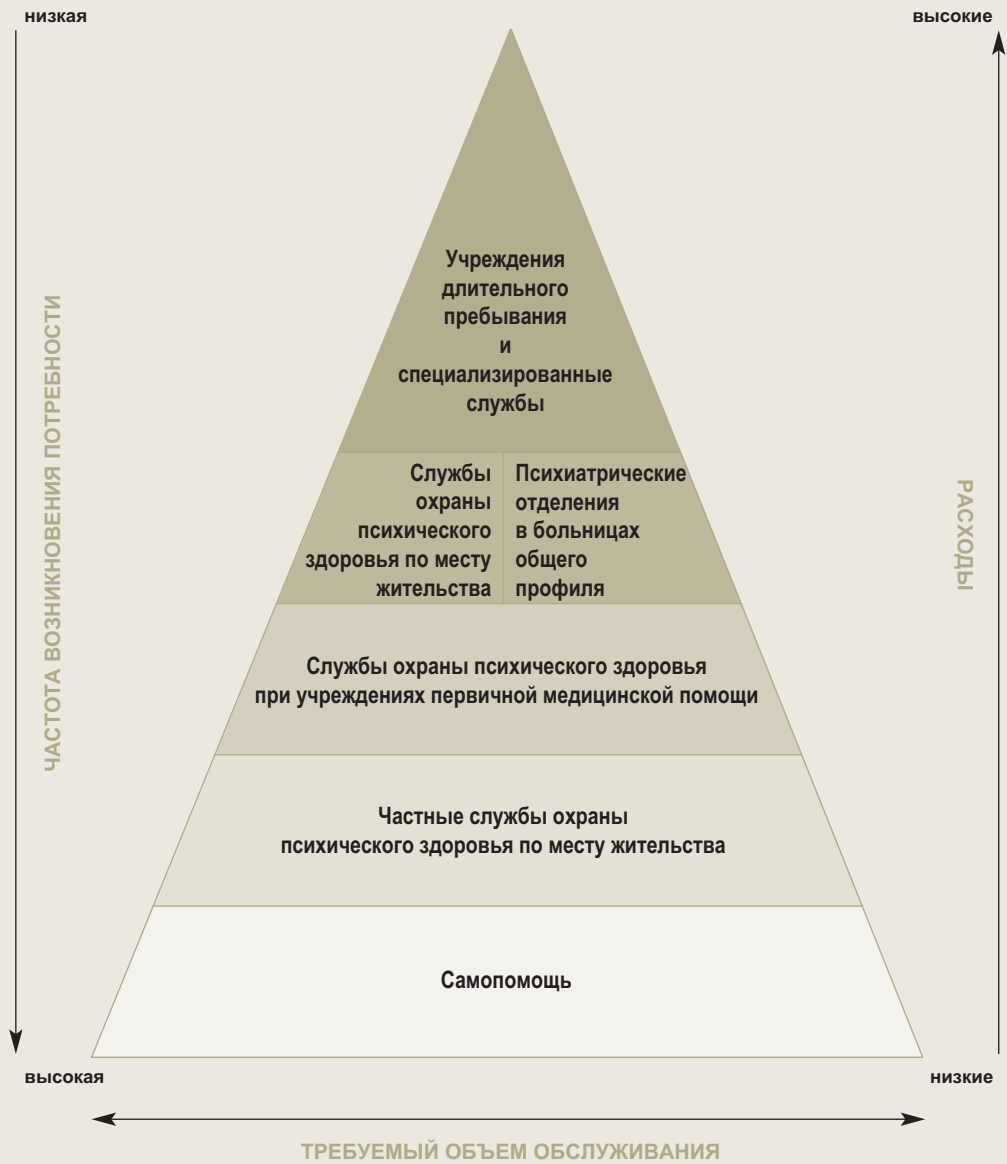 низкая
высокие
Учреждения
длительного
пребывания
и
специализированные
службы
ЧАСТОТА ВОЗНИКНОВЕНИЯ ПОТРЕБНОСТИ
РАСХОДЫ
Службы
охраны
психического
здоровья по месту
жительства
Психиатрические
отделения
в больницах
общего
профиля
Службы охраны психического здоровья
при учреждениях первичной медицинской помощи
Частные службы охраны
психического здоровья по месту жительства
Самопомощь
высокая
низкие
ТРЕБУЕМЫЙ ОБЪЕМ ОБСЛУЖИВАНИЯ